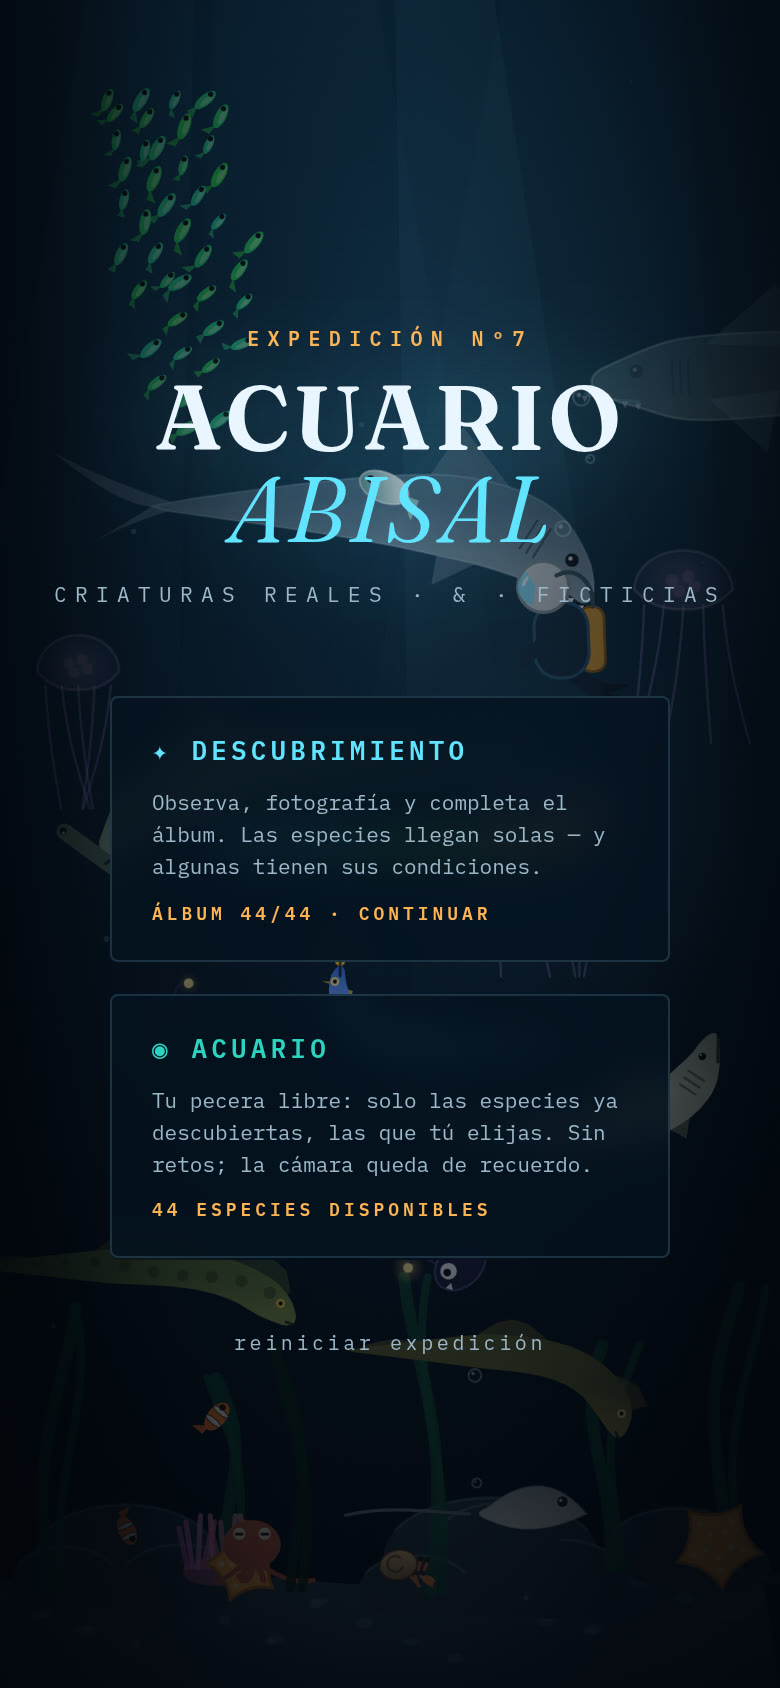 EXPEDICIÓN Nº7
ACUARIO
ABISAL
CRIATURAS REALES · & · FICTICIAS
✦ DESCUBRIMIENTO
Observa, fotografía y completa el
álbum. Las especies llegan solas — y
algunas tienen sus condiciones.
ÁLBUM 44/44 · CONTINUAR
◉ ACUARIO
Tu pecera libre: solo las especies ya
descubiertas, las que tú elijas. Sin
retos; la cámara queda de recuerdo.
44 ESPECIES DISPONIBLES
reiniciar expedición